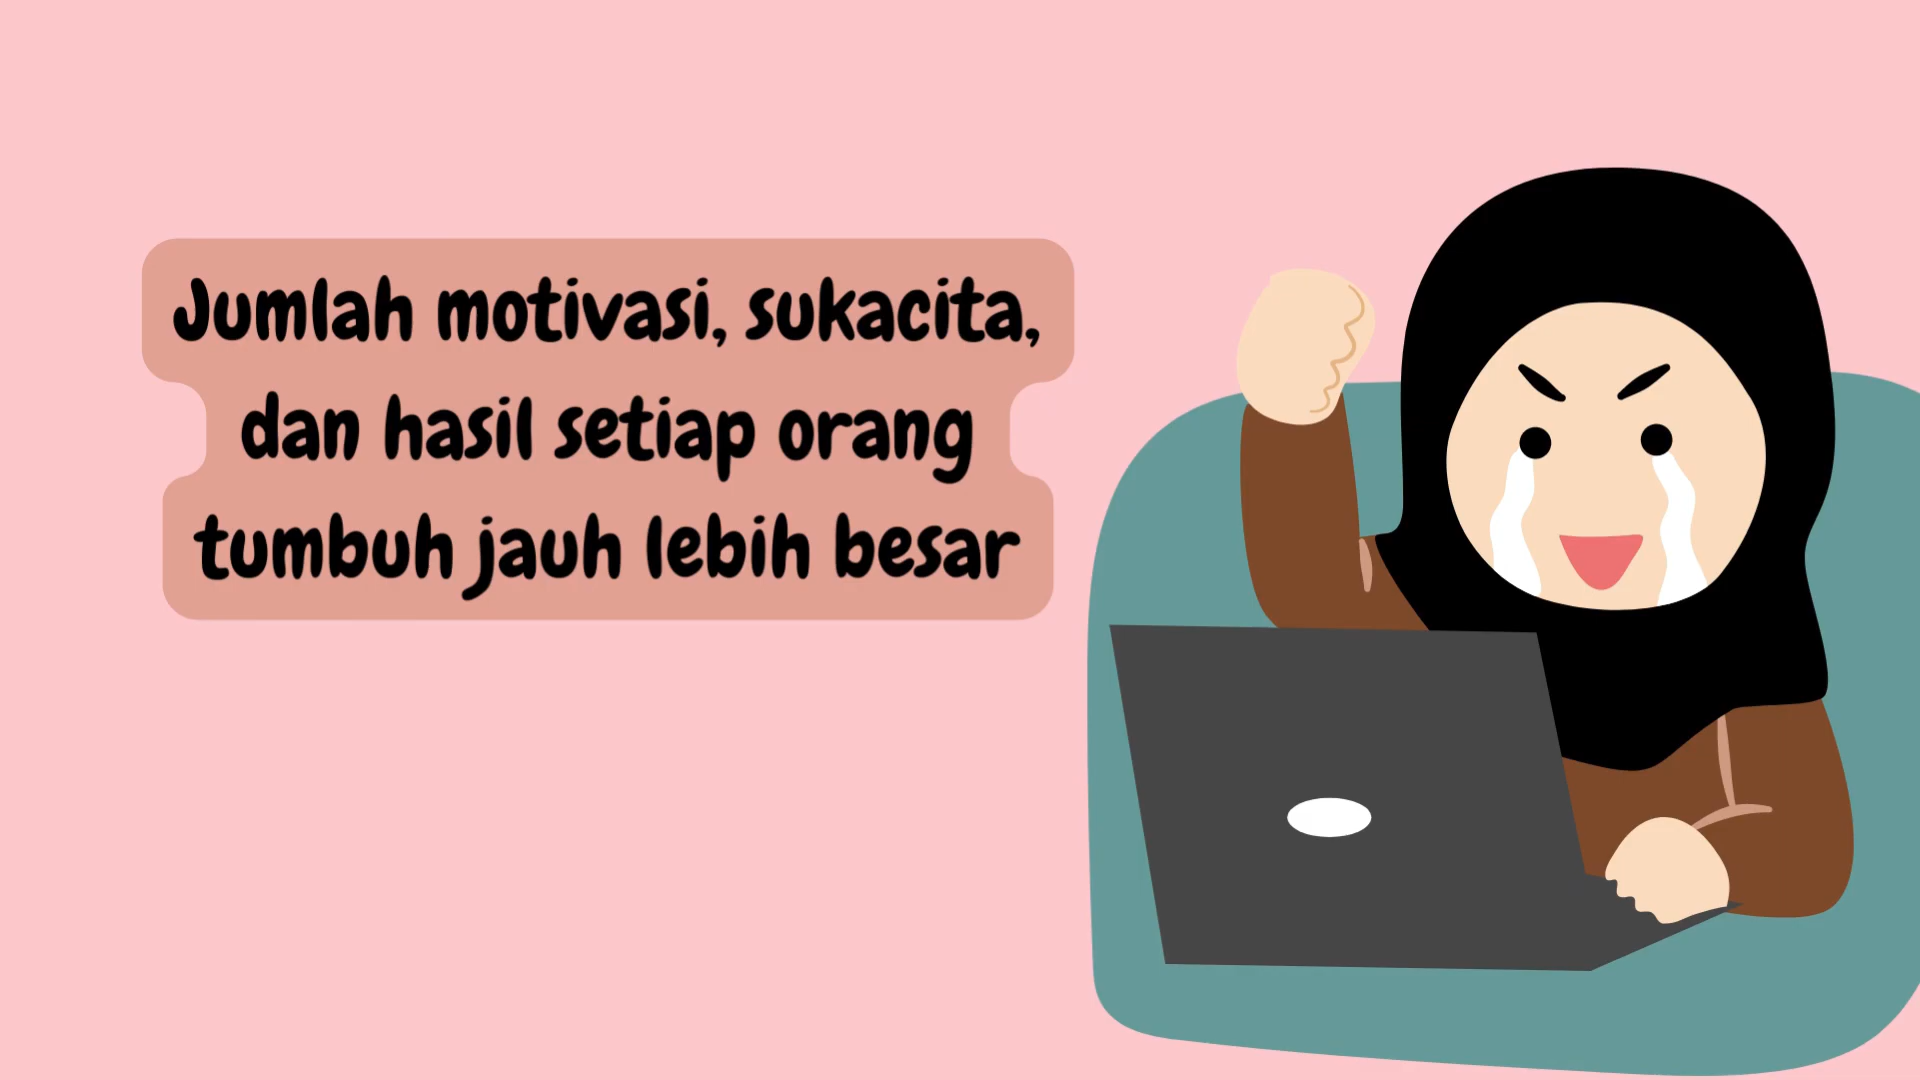 Jumlah motivasi, sukacita,
dan hasil setiap orang
tumbuh jauh lebih besar